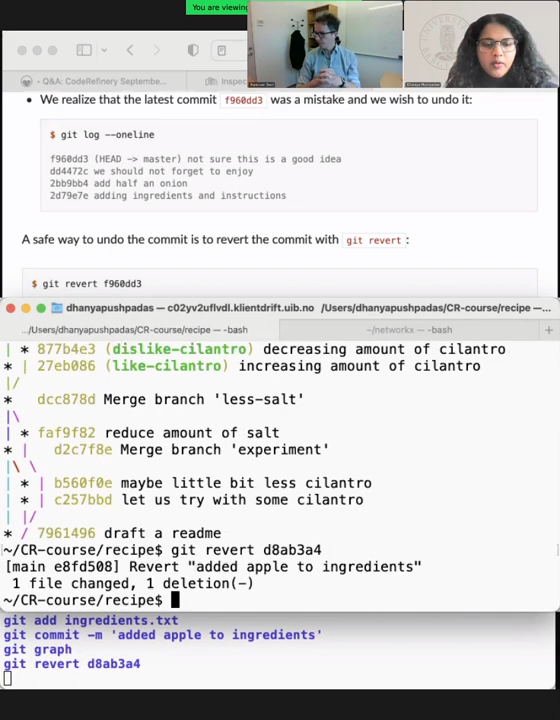 You are viewing
Q&A: CodeRefinery Septembe...
Inspec
• We realize that the latest commit f960dd3 was a mistake and we wish to undo it:
$ git log --oneline
f960dd3 (HEAD -> master) not sure this is a good idea
dd4472c we should not forget to enjoy
2bb9bb4 add half an onion
2d79e7e adding ingredients and instructions
A safe way to undo the commit is to revert the commit with git revert :
$ git revert f960dd3
dhanyapushpadas — c02yv2uflvdl.klientdrift.uib.no /Users/dhanyapushpadas/CR-course/recipe —...
.../Users/dhanyapushpadas/CR-course/recipe — -bash
~/networkx — -bash
+
| * 877b4e3 (dislike-cilantro) decreasing amount of cilantro
* | 27eb086 (like-cilantro) increasing amount of cilantro
|/
* dcc878d Merge branch 'less-salt'
|\
| * faf9f82 reduce amount of salt
* | d2c7f8e Merge branch 'experiment'
|\ \
| * | b560f0e maybe little bit less cilantro
| * | c257bbd let us try with some cilantro
| |/
* / 7961496 draft a readme
~/CR-course/recipe$ git revert d8ab3a4
[main e8fd508] Revert "added apple to ingredients"
1 file changed, 1 deletion(-)
~/CR-course/recipe$
git add ingredients.txt
git commit -m 'added apple to ingredients'
git graph
git revert d8ab3a4